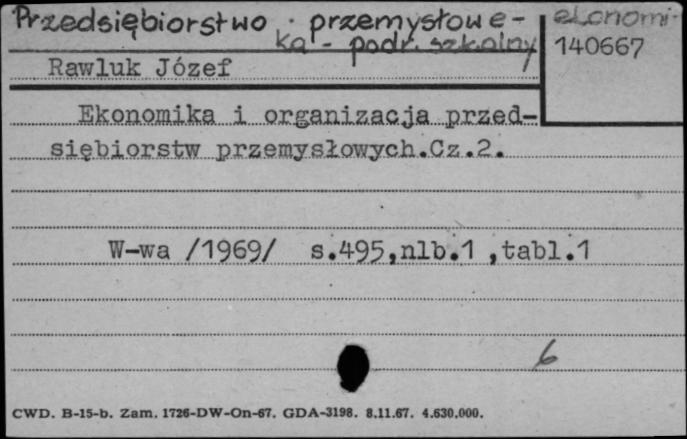 Przedsiębiorstwo przemysłowe - ekonomi-
ka - podr. szkolny
140667
Rawluk Józef
Ekonomika i organizacja przed-
siębiorstw przemysłowych.Cz.2.
W-wa /1969/ s.495,nlb.1 ,tabl.1
6
CWD. B-15-b. Zam. 1726-DW-On-67. GDA-3198. 8.11.67. 4.630.000.